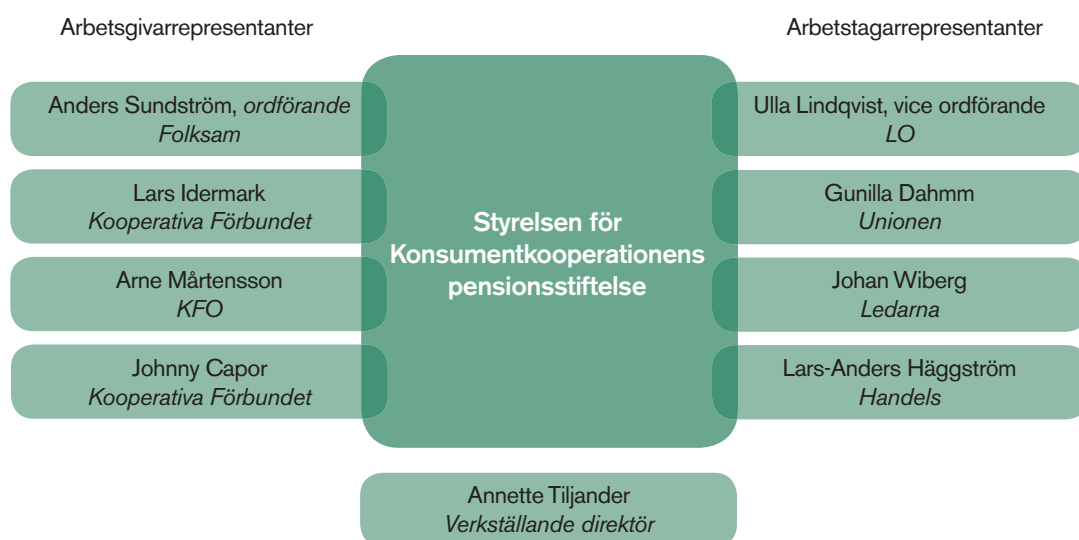 Arbetsgivarrepresentanter
Anders Sundström, ordförande
Folksam
Lars Idermark
Kooperativa Förbundet
Arne Mårtensson
KFO
Johnny Capor
Kooperativa Förbundet
Styrelsen för
Konsumentkooperationens
pensionsstiftelse
Arbetstagarrepresentanter
Ulla Lindqvist, vice ordförande
LO
Gunilla Dahmm
Unionen
Johan Wiberg
Ledarna
Lars-Anders Häggström
Handels
Annette Tiljander
Verkställande direktör